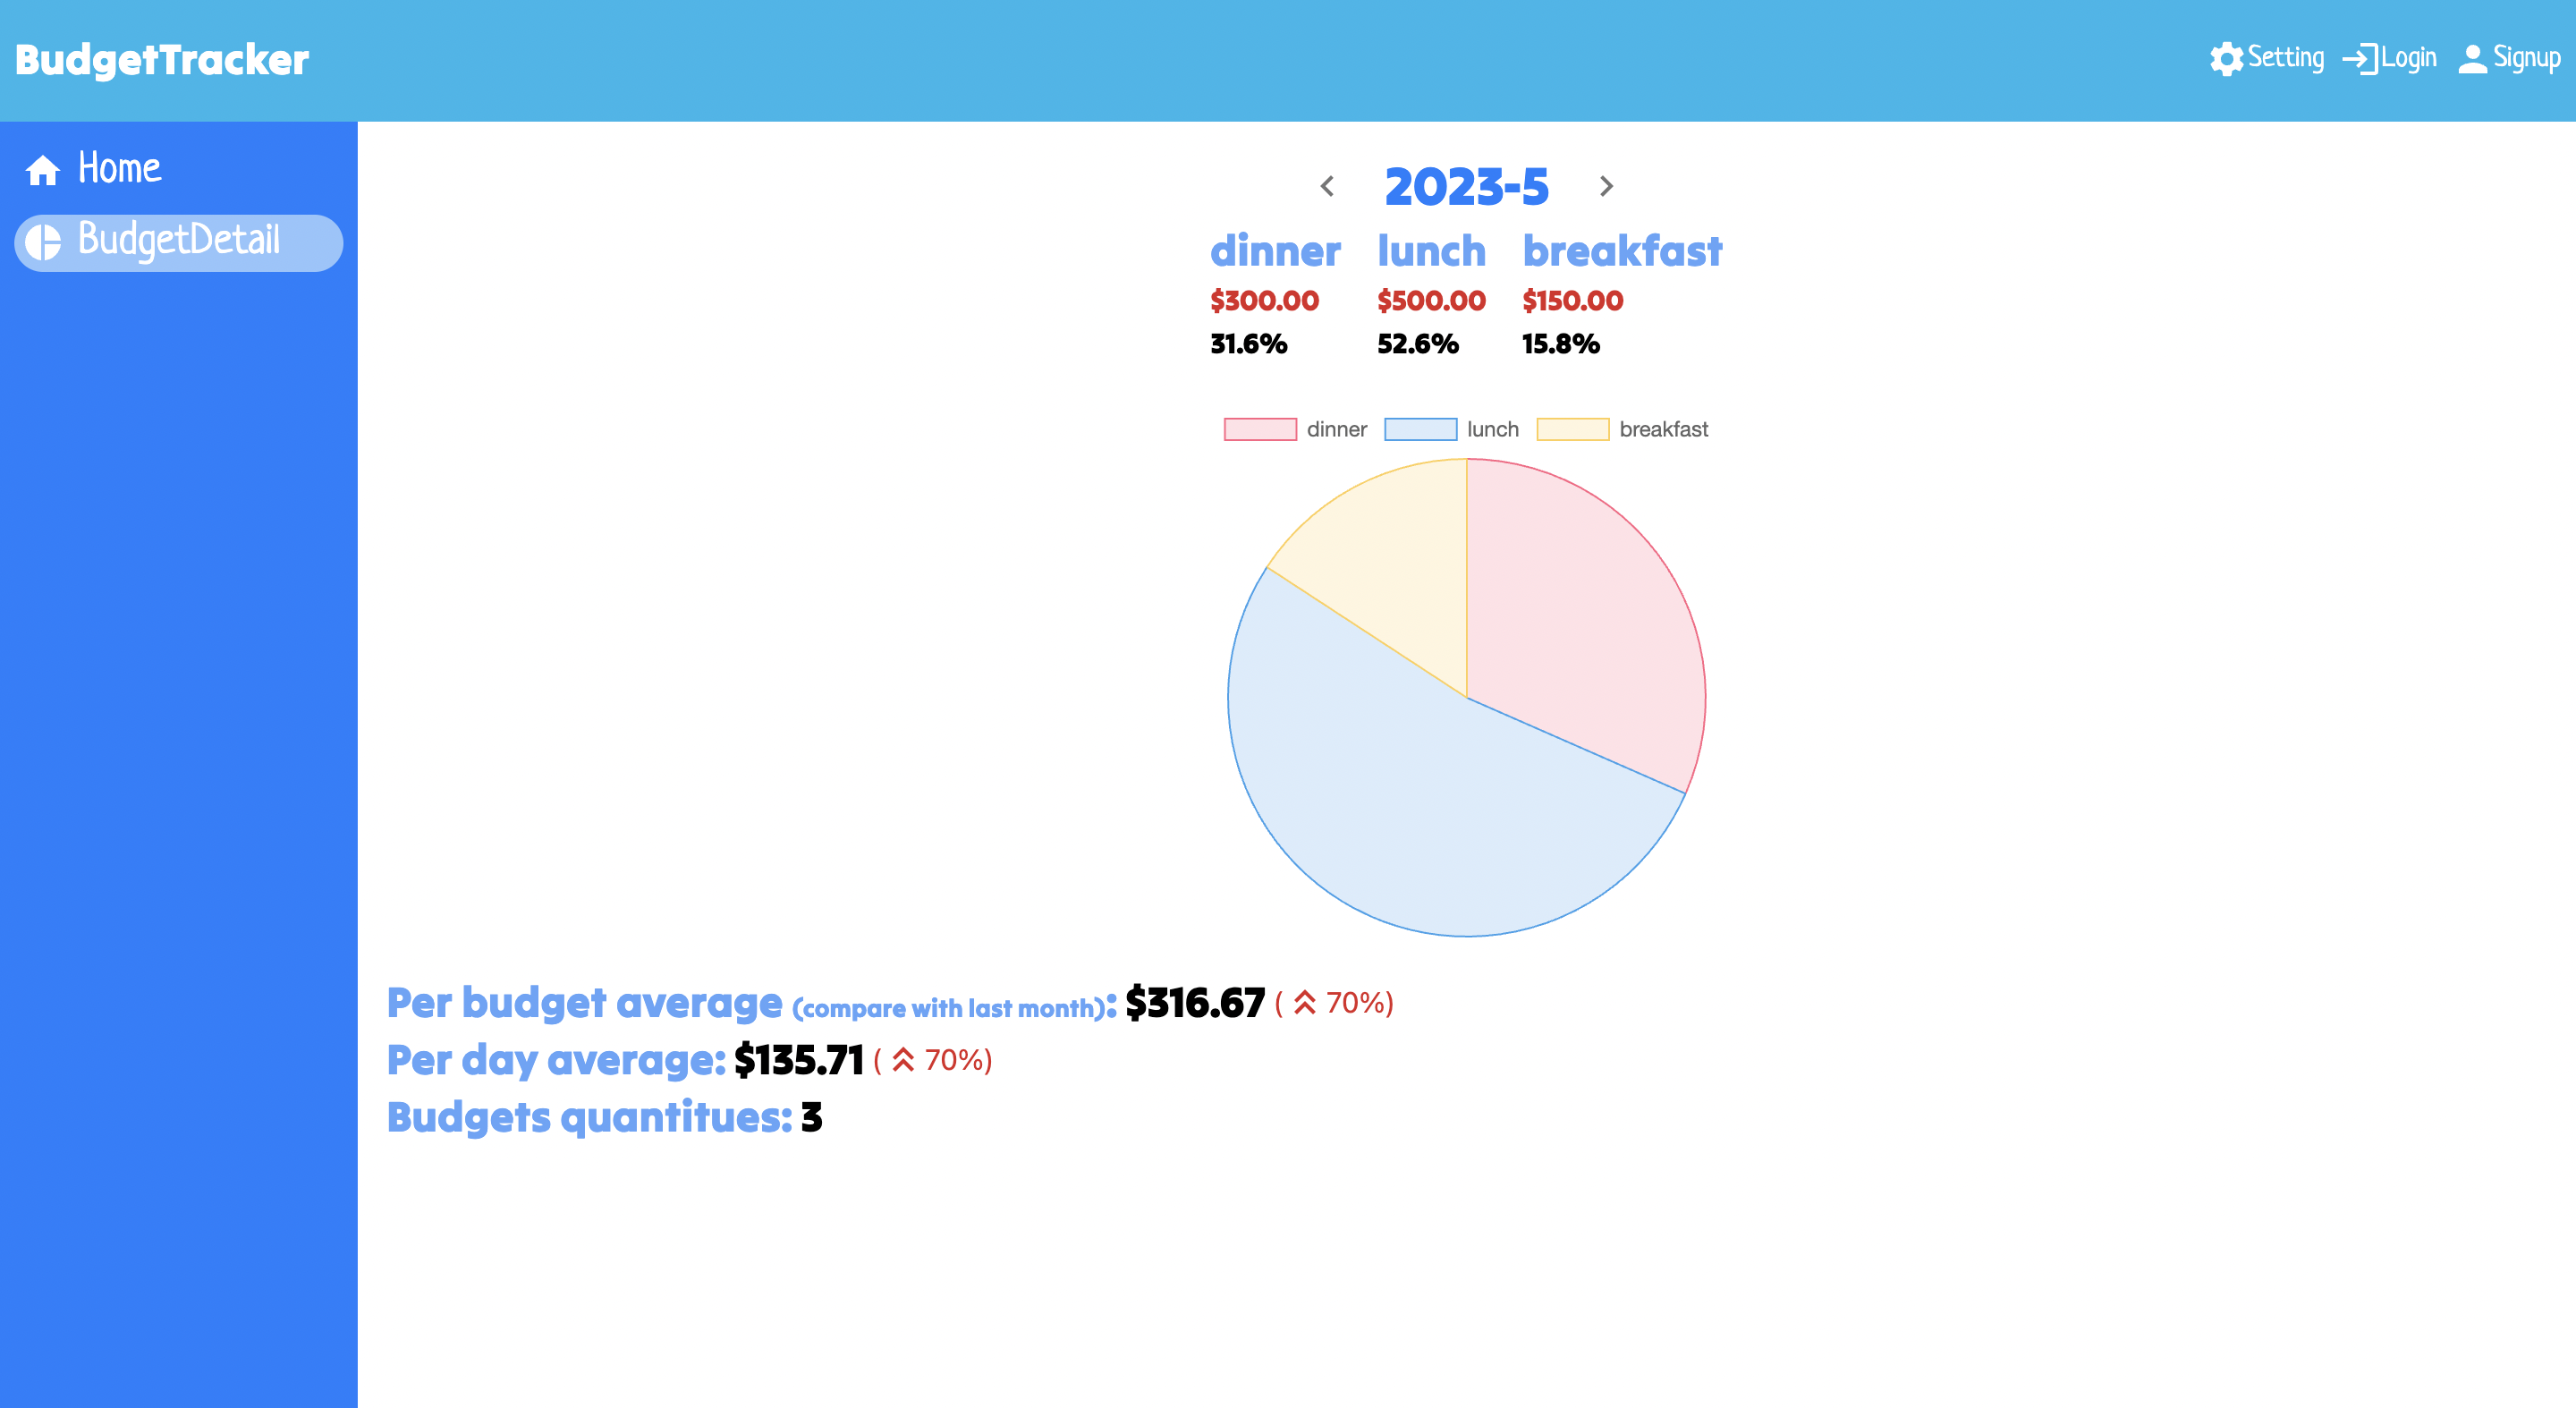 BudgetTracker
Setting Login Signup
Home
BudgetDetail
2023-5
dinner lunch breakfast
$300.00 $500.00 $150.00
31.6% 52.6% 15.8%
dinner lunch breakfast
Per budget average (compare with last month): $316.67 ( 70%)
Per day average: $135.71 ( 70%)
Budgets quantitues: 3